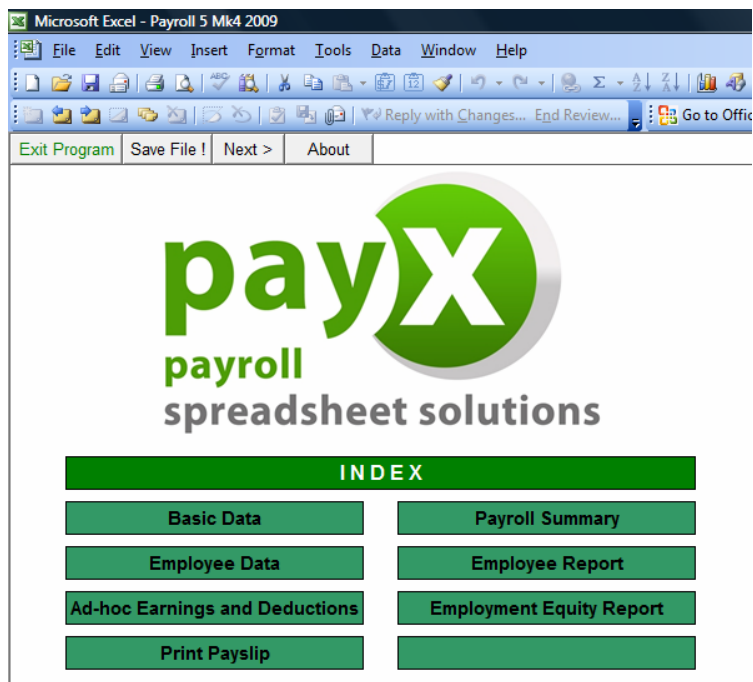 Microsoft Excel - Payroll 5 Mk4 2009
File Edit View Insert Format Tools Data Window Help
Reply with Changes... End Review... Go to Offic
Exit Program Save File ! Next > About
payX
payroll
spreadsheet solutions
INDEX
Basic Data Payroll Summary
Employee Data Employee Report
Ad-hoc Earnings and Deductions Employment Equity Report
Print Payslip